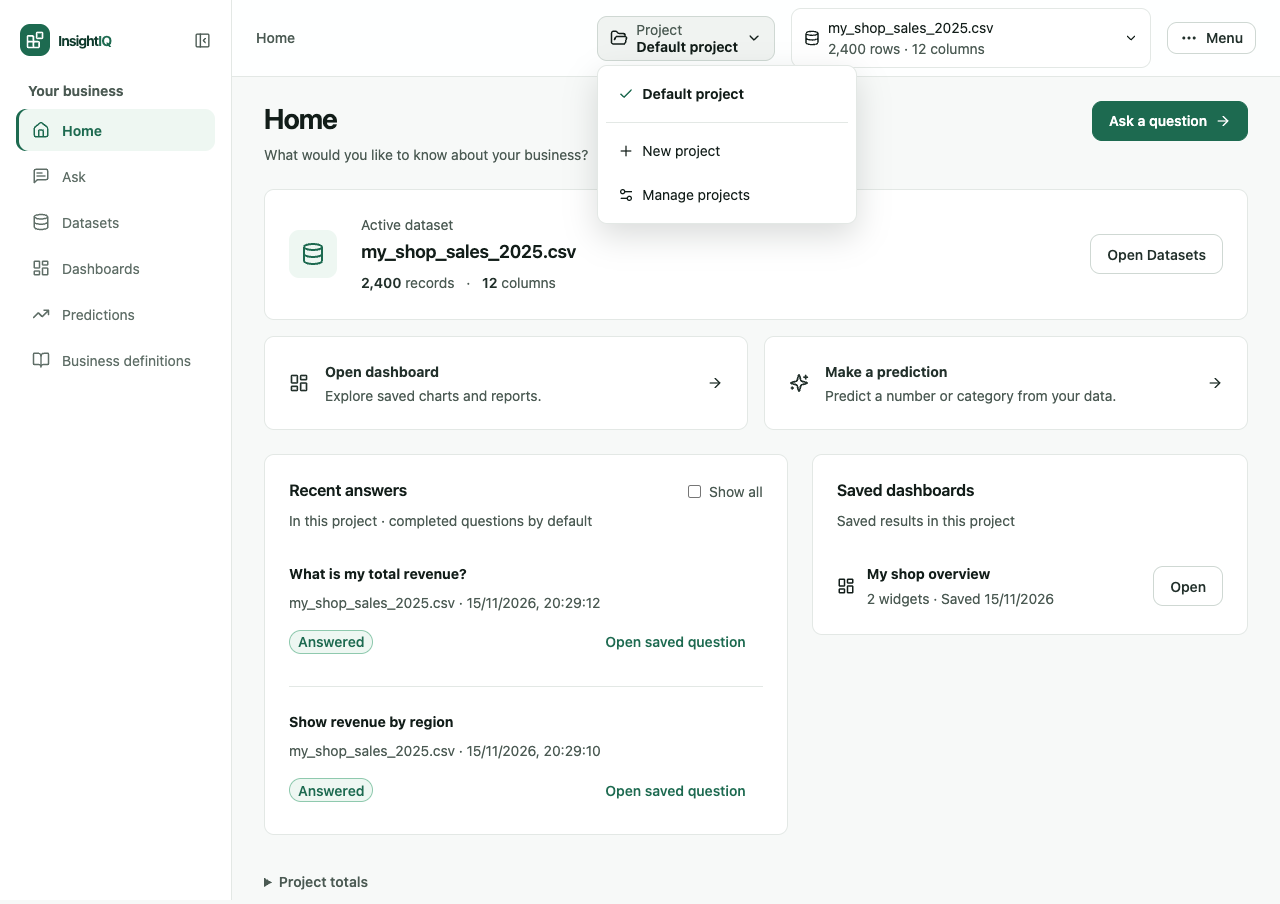 InsightIQ
Your business
Home
Ask
Datasets
Dashboards
Predictions
Business definitions
Home
Project
Default project
my_shop_sales_2025.csv
2,400 rows · 12 columns
Menu
Default project
New project
Manage projects
Home
What would you like to know about your business?
Ask a question
Active dataset
my_shop_sales_2025.csv
2,400 records · 12 columns
Open Datasets
Open dashboard
Explore saved charts and reports.
Make a prediction
Predict a number or category from your data.
Recent answers
Show all
In this project · completed questions by default
What is my total revenue?
my_shop_sales_2025.csv · 15/11/2026, 20:29:12
Answered
Open saved question
Show revenue by region
my_shop_sales_2025.csv · 15/11/2026, 20:29:10
Answered
Open saved question
Saved dashboards
Saved results in this project
My shop overview
2 widgets · Saved 15/11/2026
Open
Project totals